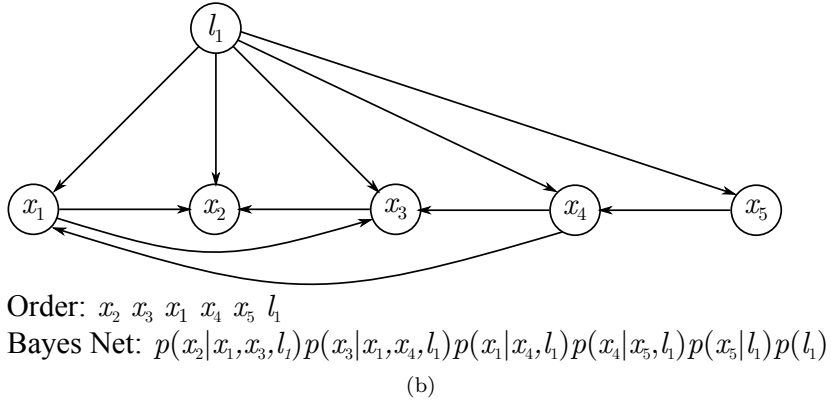 l₁
x₁ x₂ x₃ x₄ x₅
Order: x₂ x₃ x₁ x₄ x₅ l₁
Bayes Net: p(x₂|x₁,x₃,l₁)p(x₃|x₁,x₄,l₁)p(x₁|x₄,l₁)p(x₄|x₅,l₁)p(x₅|l₁)p(l₁)
(b)